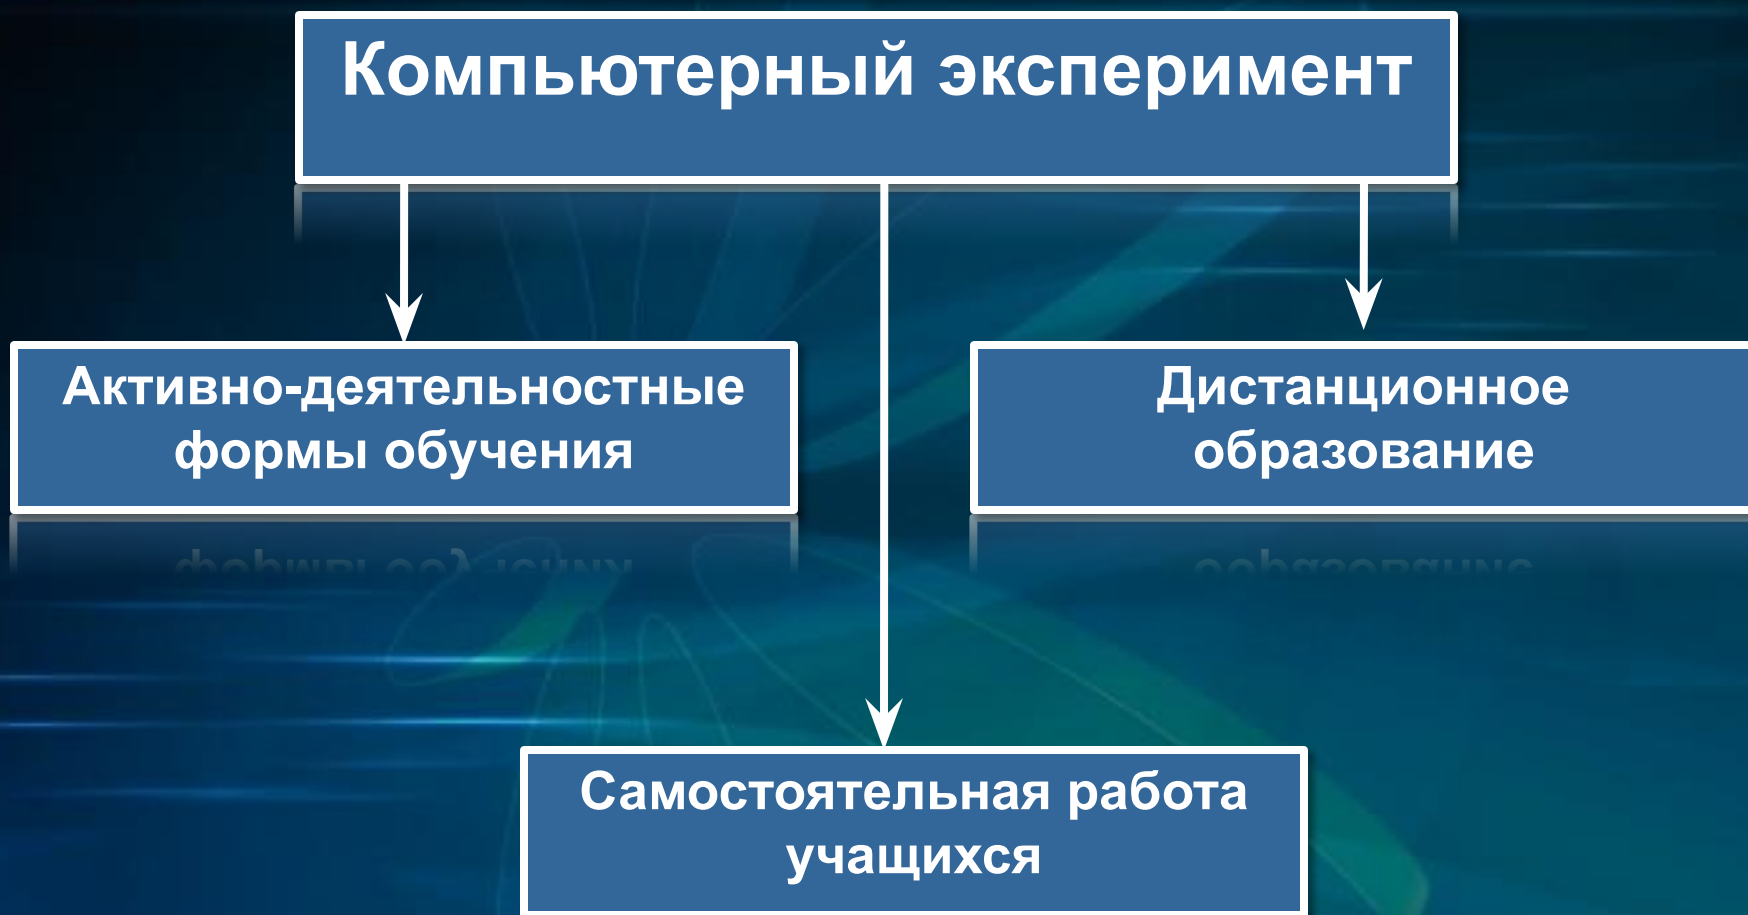 Компьютерный эксперимент
Активно-деятельностные
формы обучения
Дистанционное
образование
Самостоятельная работа
учащихся